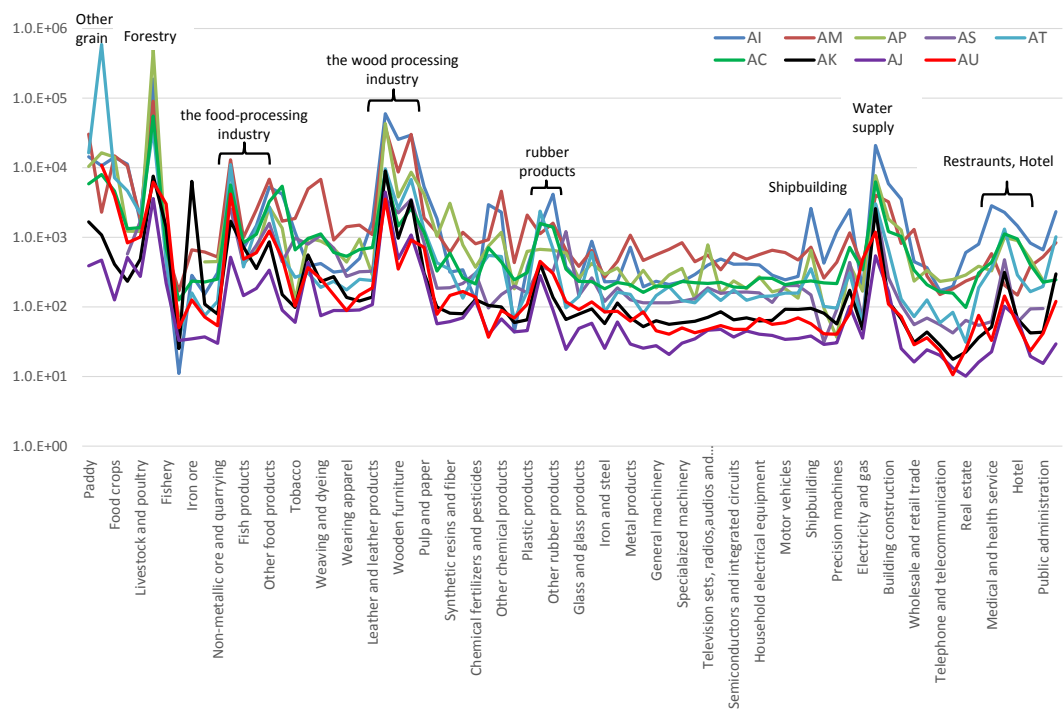 1.0.E+06
1.0.E+05
1.0.E+04
1.0.E+03
1.0.E+02
1.0.E+01
1.0.E+00
Other
grain
Forestry
the food-processing
industry
the wood processing
industry
rubber
products
Shipbuilding
Water
supply
Restraunts, Hotel
AI
AM
AP
AS
AT
AC
AK
AJ
AU
Paddy
Food crops
Livestock and poultry
Fishery
Iron ore
Non-metallic ore and quarrying
Fish products
Other food products
Tobacco
Weaving and dyeing
Wearing apparel
Leather and leather products
Wooden furniture
Pulp and paper
Synthetic resins and fiber
Chemical fertilizers and pesticides
Other chemical products
Plastic products
Other rubber products
Glass and glass products
Iron and steel
Metal products
General machinery
Specialaized machinery
Television sets, radios,audios and…
Semiconductors and integrated circuits
Household electrical equipment
Motor vehicles
Shipbuilding
Precision machines
Electricity and gas
Building construction
Wholesale and retail trade
Telephone and telecommunication
Real estate
Medical and health service
Hotel
Public administration